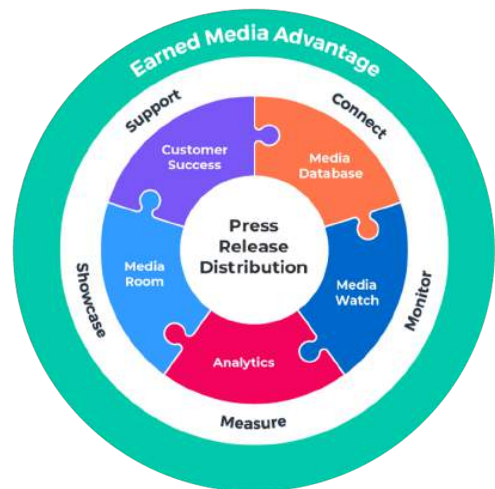 Earned Media Advantage
Support
Connect
Customer
Success
Media
Database
Press
Release
Distribution
Media
Room
Media
Watch
Showcase
Monitor
Analytics
Measure